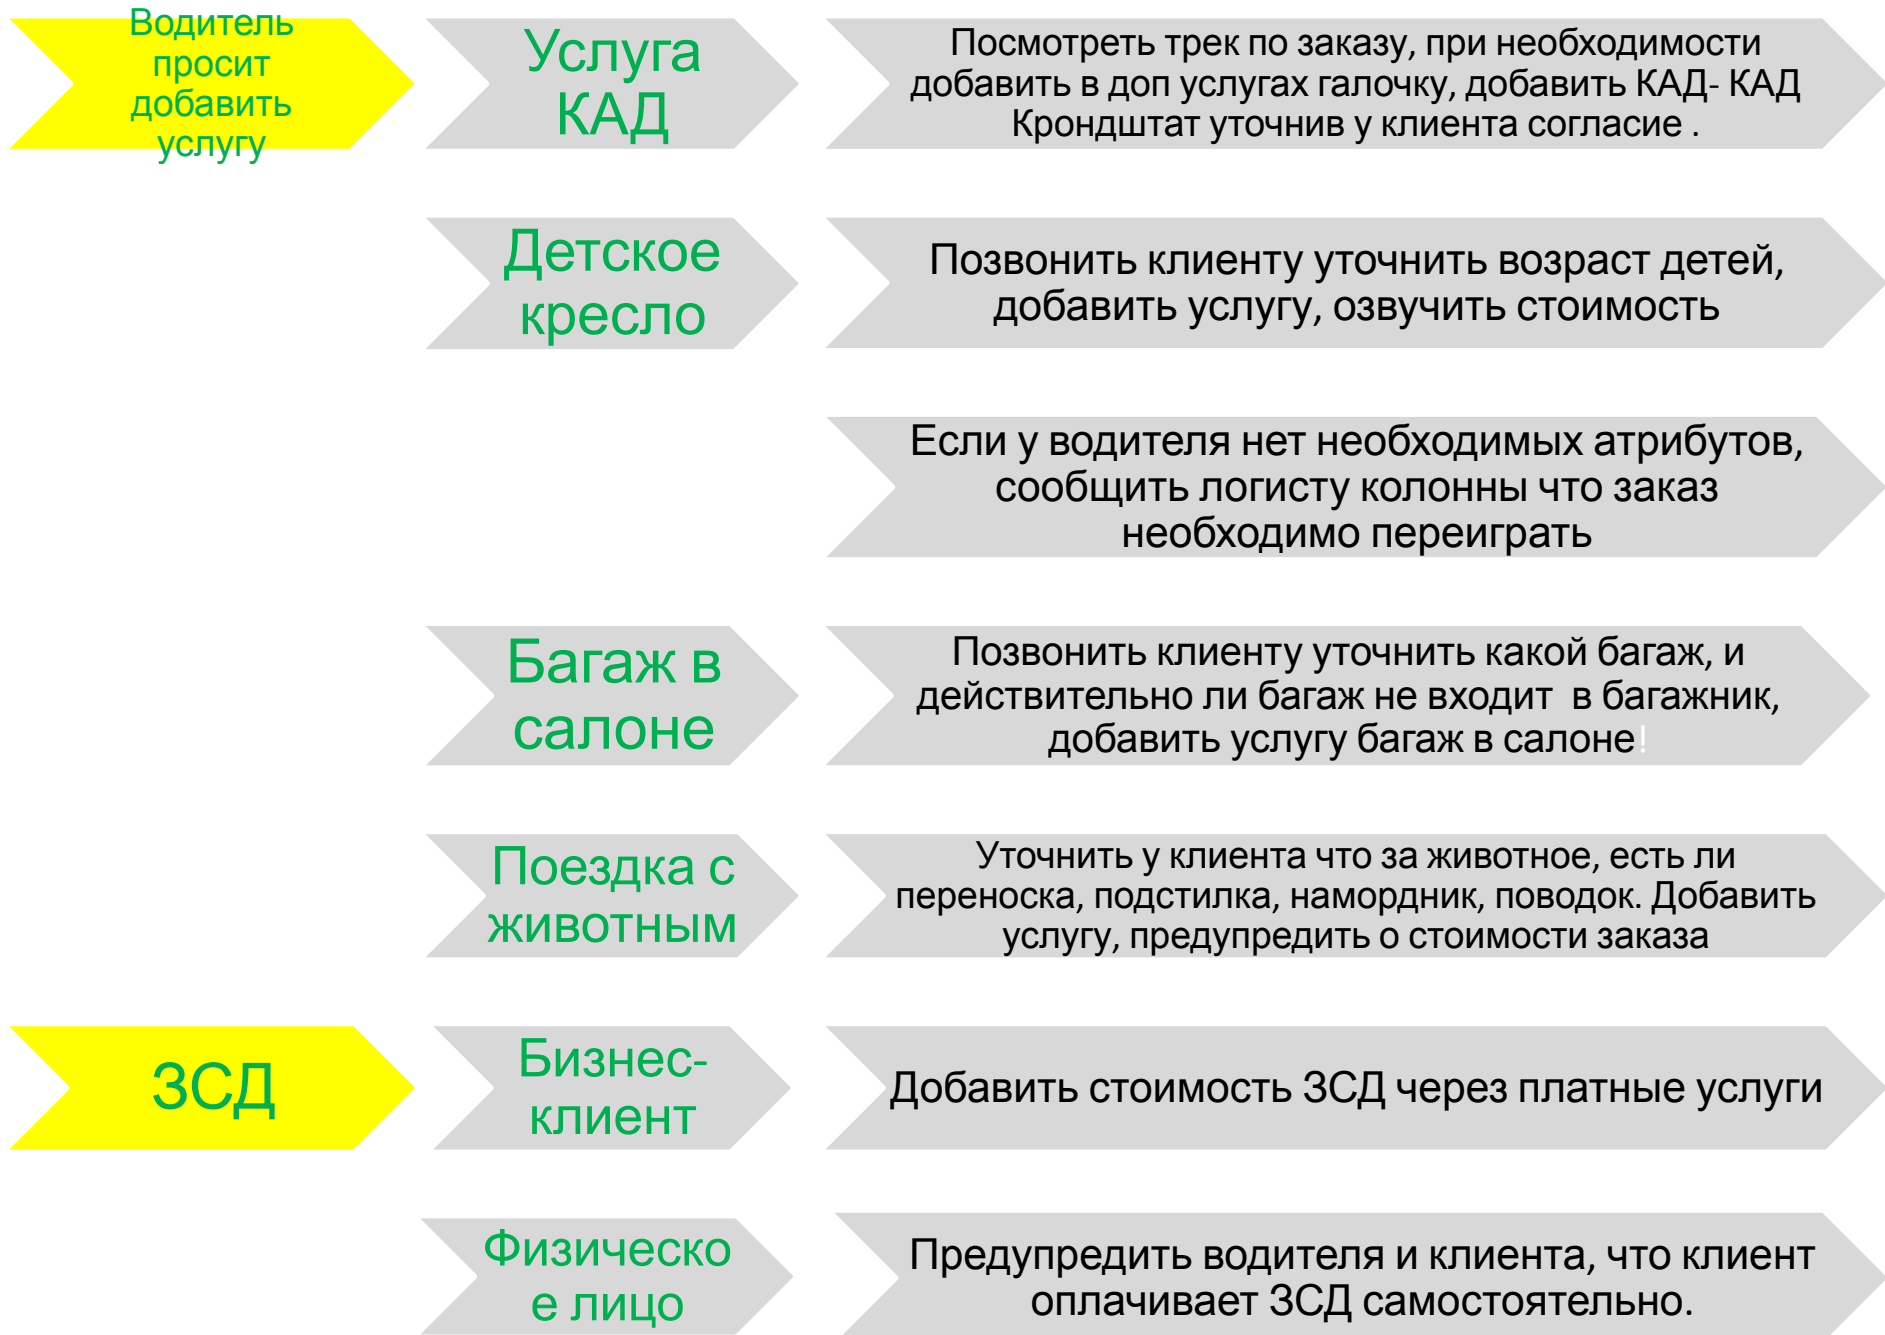 Водитель
просит
добавить
услугу
Услуга
КАД
Посмотреть трек по заказу, при необходимости
добавить в доп услугах галочку, добавить КАД- КАД
Крондштат уточнив у клиента согласие .
Детское
кресло
Позвонить клиенту уточнить возраст детей,
добавить услугу, озвучить стоимость
Если у водителя нет необходимых атрибутов,
сообщить логисту колонны что заказ
необходимо переиграть
Багаж в
салоне
Позвонить клиенту уточнить какой багаж, и
действительно ли багаж не входит  в багажник,
добавить услугу багаж в салоне!
Поездка с
животным
Уточнить у клиента что за животное, есть ли
переноска, подстилка, намордник, поводок. Добавить
услугу, предупредить о стоимости заказа
ЗСД
Бизнес-
клиент
Добавить стоимость ЗСД через платные услуги
Физическо
е лицо
Предупредить водителя и клиента, что клиент
оплачивает ЗСД самостоятельно.